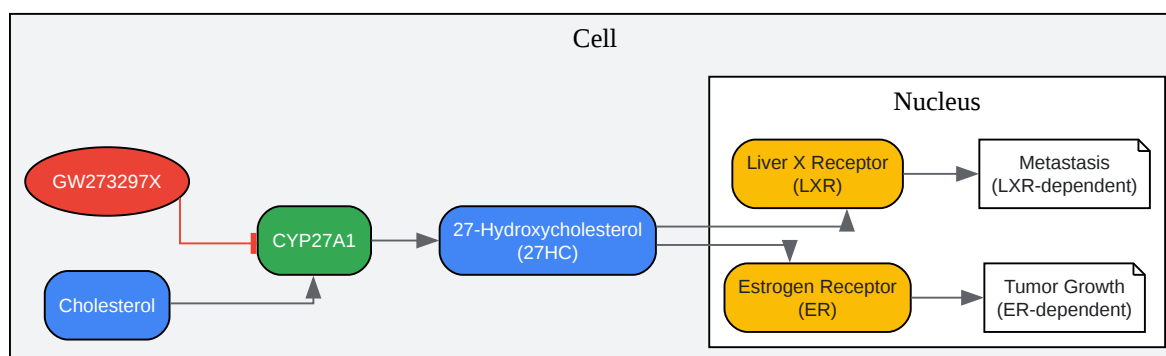 Cell
Nucleus
GW273297X
Cholesterol
CYP27A1
27-Hydroxycholesterol
(27HC)
Liver X Receptor
(LXR)
Metastasis
(LXR-dependent)
Estrogen Receptor
(ER)
Tumor Growth
(ER-dependent)